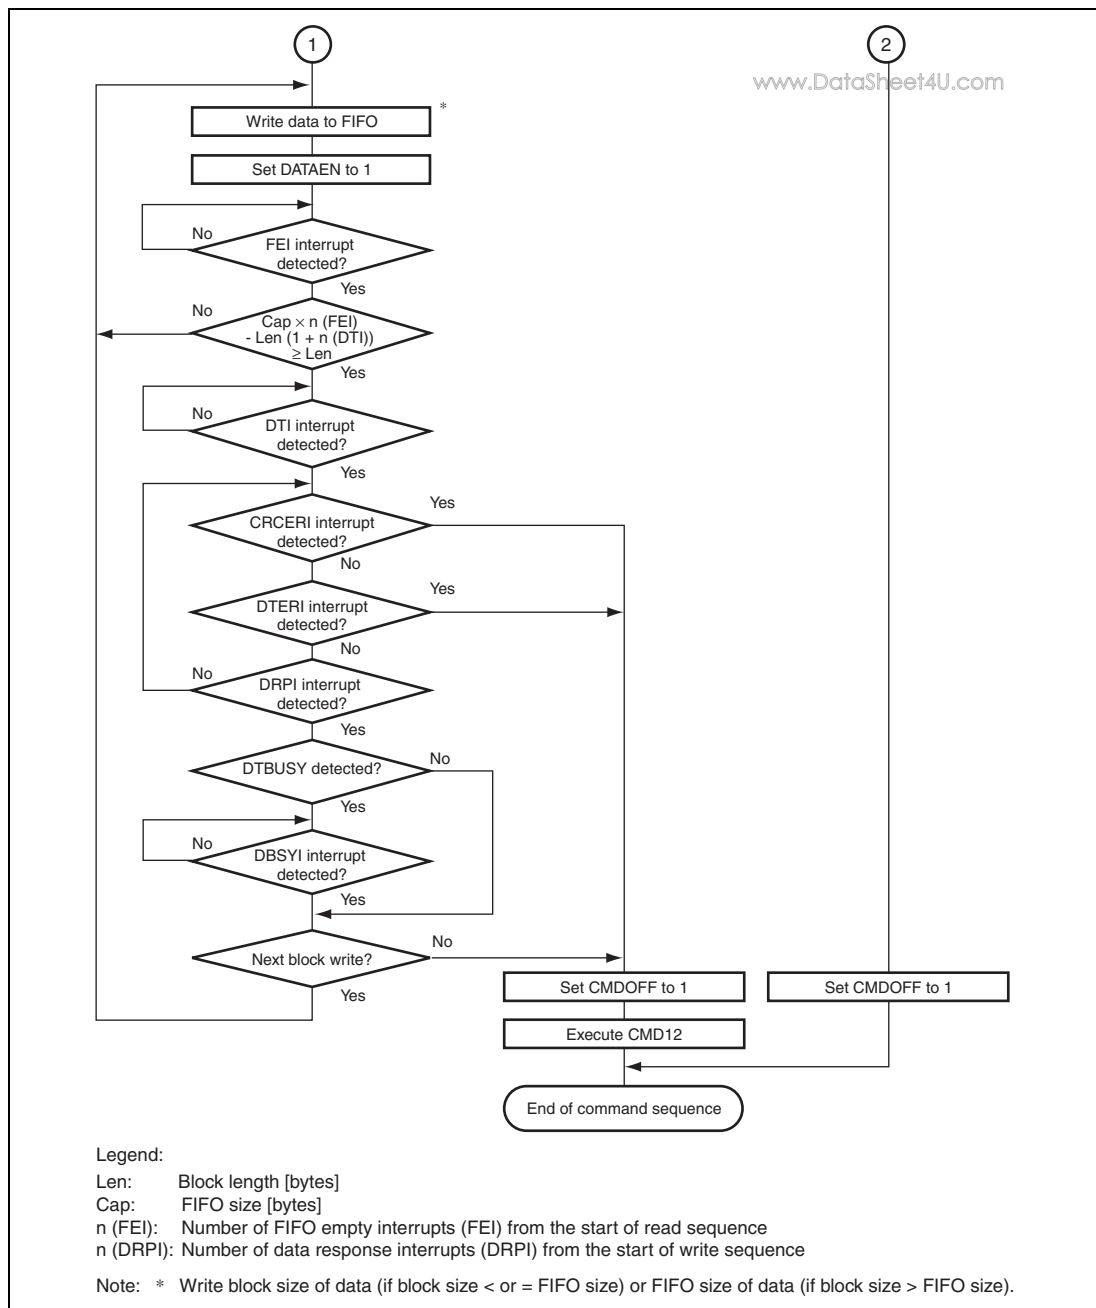 1
2
www.DataSheet4U.com
Write data to FIFO
*
Set DATAEN to 1
No
FEI interrupt
detected?
Yes
No
Cap × n (FEI)
- Len (1 + n (DTI))
≥ Len
Yes
No
DTI interrupt
detected?
Yes
Yes
CRCERI interrupt
detected?
No
Yes
DTERI interrupt
detected?
No
No
DRPI interrupt
detected?
Yes
No
DTBUSY detected?
Yes
No
DBSYI interrupt
detected?
Yes
No
Next block write?
Yes
Set CMDOFF to 1
Set CMDOFF to 1
Execute CMD12
End of command sequence
Legend:
Len: Block length [bytes]
Cap: FIFO size [bytes]
n (FEI): Number of FIFO empty interrupts (FEI) from the start of read sequence
n (DRPI): Number of data response interrupts (DRPI) from the start of write sequence
Note: * Write block size of data (if block size < or = FIFO size) or FIFO size of data (if block size > FIFO size).